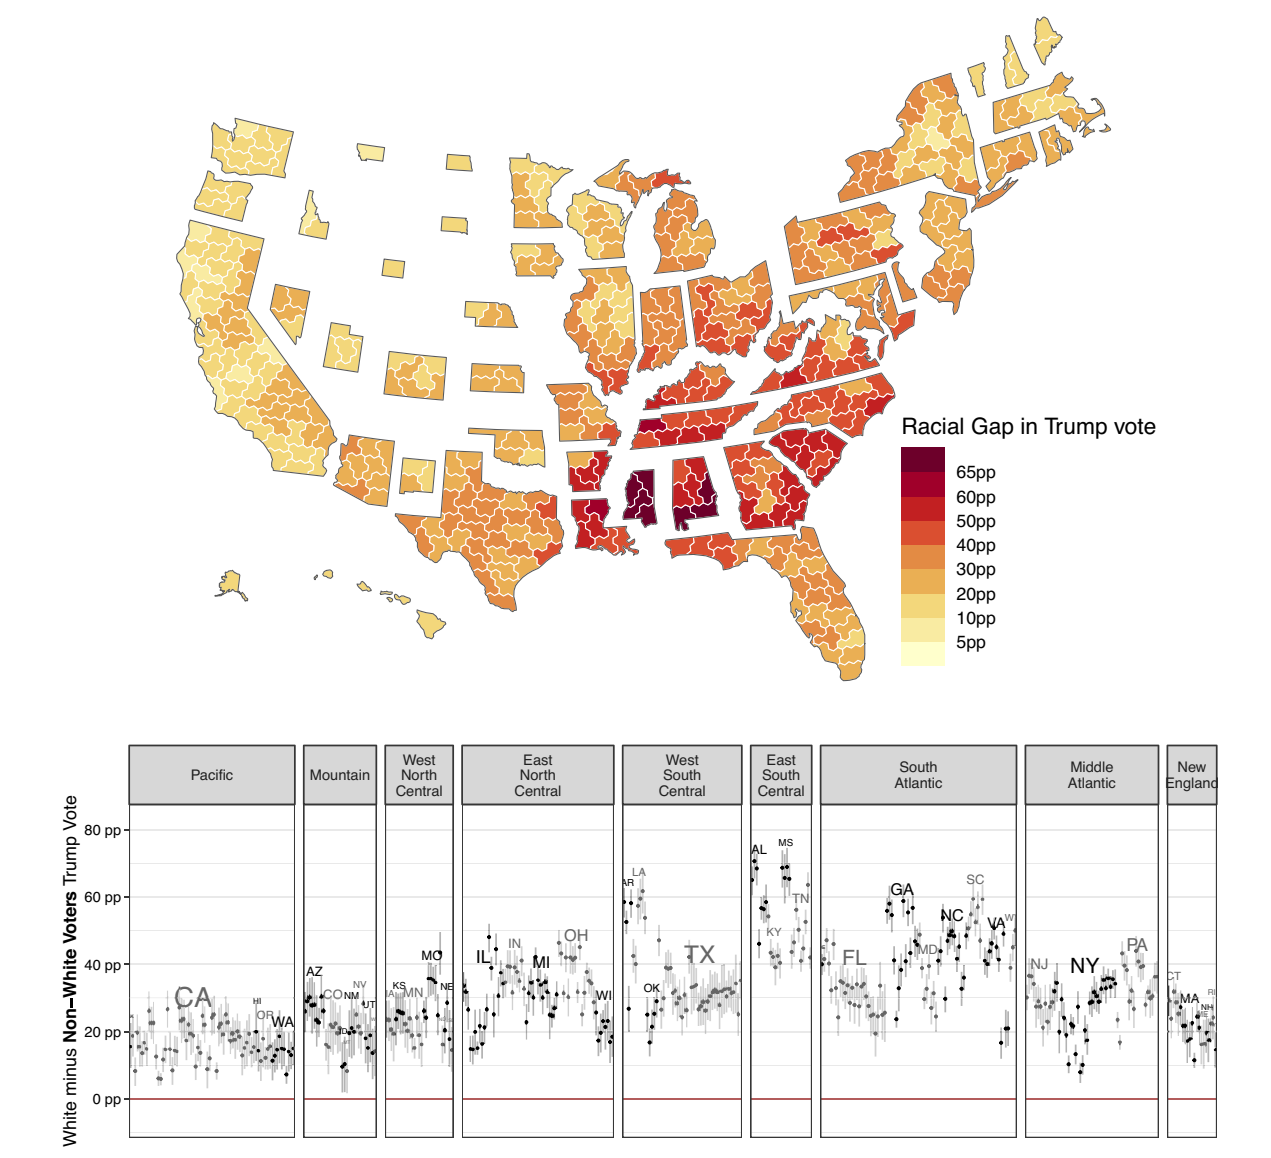 Racial Gap in Trump vote
65pp
60pp
50pp
40pp
30pp
20pp
10pp
5pp
Pacific
Mountain
West
North
Central
East
North
Central
West
South
Central
East
South
Central
South
Atlantic
Middle
Atlantic
New
England
White minus Non−White Voters Trump Vote
80 pp
60 pp
40 pp
20 pp
0 pp
CA
HI
OR
WA
AZ
CO
ID
NM
NV
UT
KS
MN
MO
NE
IL
IN
MI
OH
WI
AR
LA
OK
TX
AL
KY
MS
TN
FL
GA
MD
NC
SC
VA
NJ
NY
PA
CT
MA
NH
RI